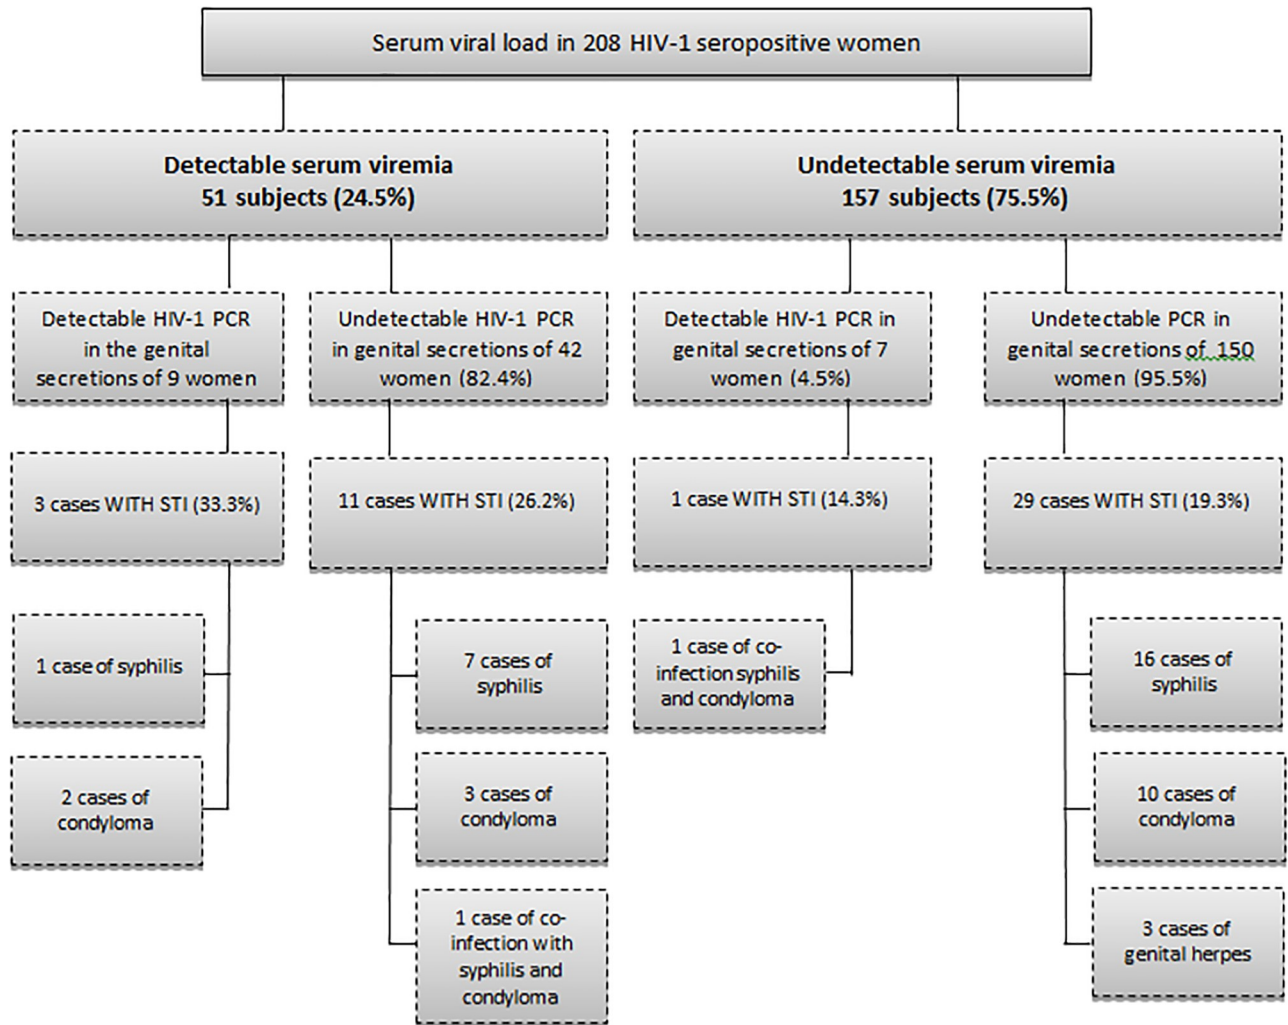 Serum viral load in 208 HIV-1 seropositive women
Detectable serum viremia
51 subjects (24.5%)
Undetectable serum viremia
157 subjects (75.5%)
Detectable HIV-1 PCR
in the genital
secretions of 9 women
Undetectable HIV-1 PCR
in genital secretions of 42
women (82.4%)
Detectable HIV-1 PCR in
genital secretions of 7
women (4.5%)
Undetectable PCR in
genital secretions of 150
women (95.5%)
3 cases WITH STI (33.3%)
11 cases WITH STI (26.2%)
1 case WITH STI (14.3%)
29 cases WITH STI (19.3%)
1 case of syphilis
2 cases of
condyloma
7 cases of
syphilis
3 cases of
condyloma
1 case of co-
infection with
syphilis and
condyloma
1 case of co-
infection syphilis
and condyloma
16 cases of
syphilis
10 cases of
condyloma
3 cases of
genital herpes